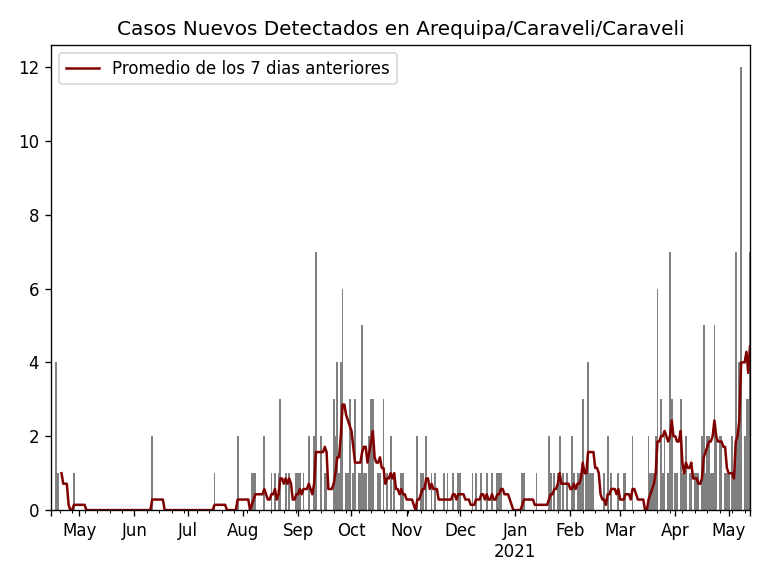 Casos Nuevos Detectados en Arequipa/Caraveli/Caraveli
Promedio de los 7 dias anteriores
12
10
8
6
4
2
0
May Jun Jul Aug Sep Oct Nov Dec Jan Feb Mar Apr May
2021